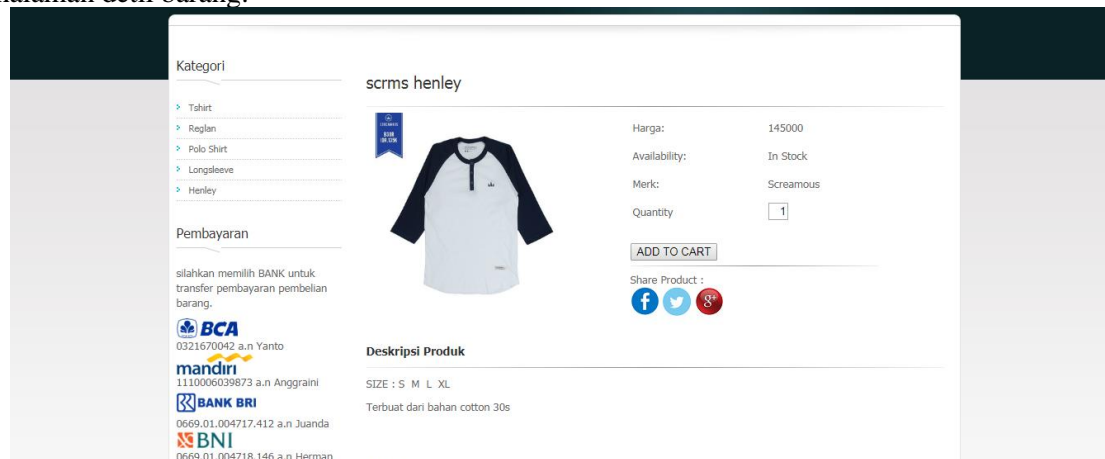 halaman detil barang.
Kategori
Tshirt
Reglan
Polo Shirt
Longsleeve
Henley
Pembayaran
silahkan memilih BANK untuk
transfer pembayaran pembelian
barang.
BCA
0321670042 a.n Yanto
mandiri
1110006039873 a.n Anggraini
BANK BRI
0669.01.004717.412 a.n Juanda
BNI
0669.01.004718.146 a.n Herman
scrms henley
Harga: 145000
Availability: In Stock
Merk: Screamous
Quantity 1
ADD TO CART
Share Product :
Deskripsi Produk
SIZE : S M L XL
Terbuat dari bahan cotton 30s